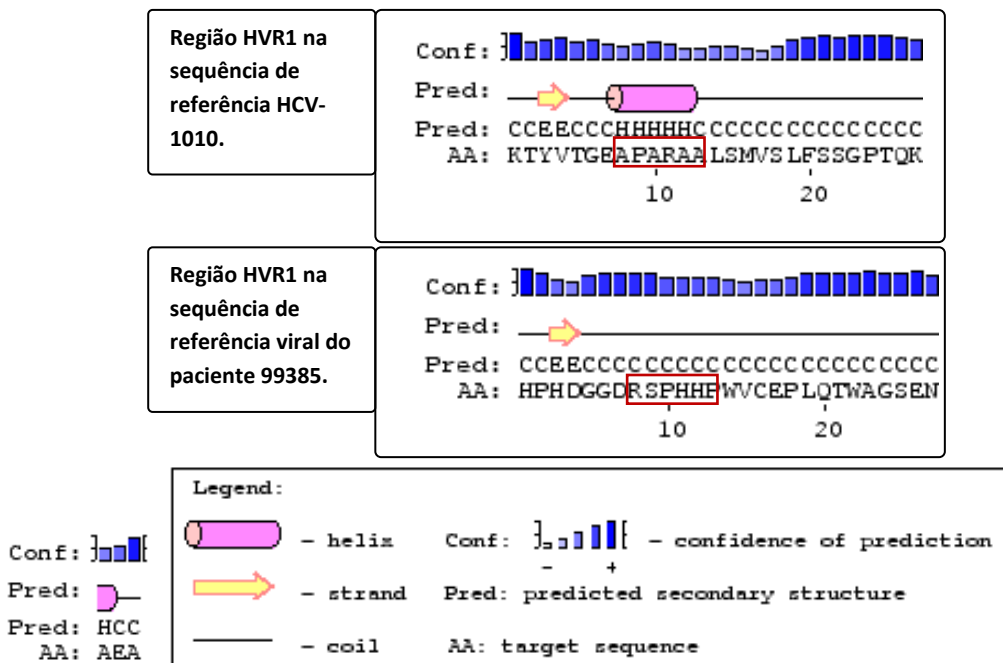 Região HVR1 na
sequência de
referência HCV-
1010.
Conf:
Pred:
Pred: CCEECCCHHHHHCCCCCCCCCCCCCCC
AA: KTYVTGEAPARAALSMVSLFSSGPTQK
10 20
Região HVR1 na
sequência de
referência viral do
paciente 99385.
Conf:
Pred:
Pred: CCEECCCCCCCCCCCCCCCCCCCCCCC
AA: HPHDGGDRSPHHPWVCEPLQTWAGSEN
10 20
Conf:
Pred:
Pred: HCC
AA: AEA
Legend:
- helix Conf: - + - confidence of prediction
- strand Pred: predicted secondary structure
- coil AA: target sequence